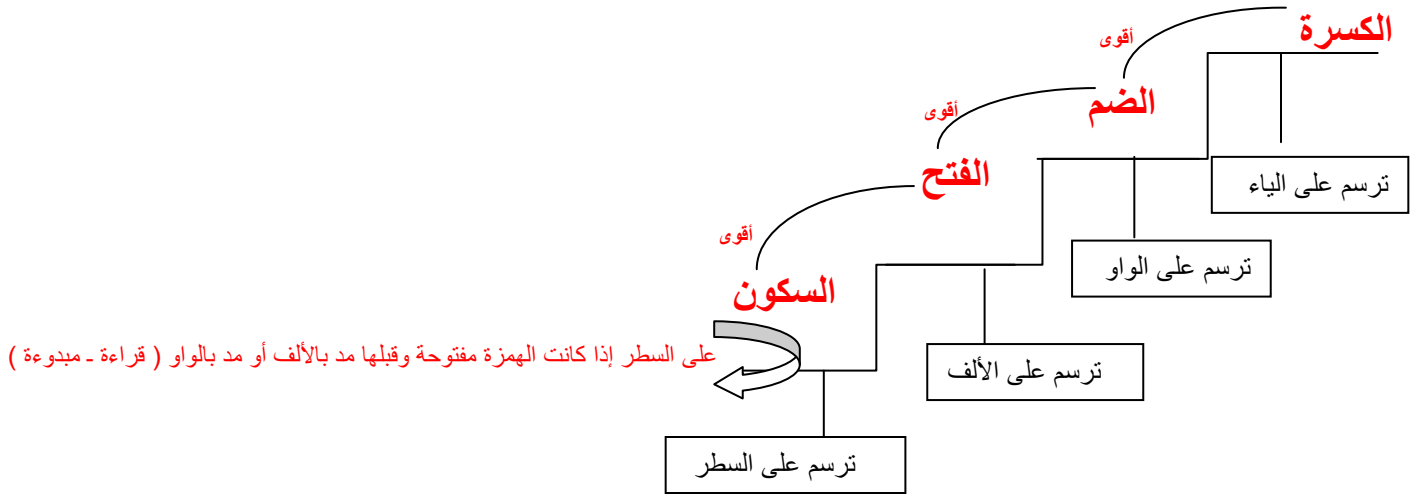 الكسرة
أقوى
الضم
أقوى
الفتح
ترسم على الياء
أقوى
ترسم على الواو
السكون
على السطر إذا كانت الهمزة مفتوحة وقبلها مد بالألف أو مد بالواو ( قراءة ـ مبدوءة )
ترسم على الألف
ترسم على السطر